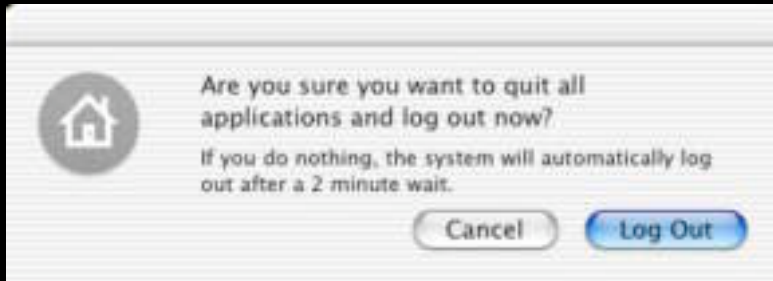 Are you sure you want to quit all
applications and log out now?
If you do nothing, the system will automatically log
out after a 2 minute wait.
Cancel Log Out